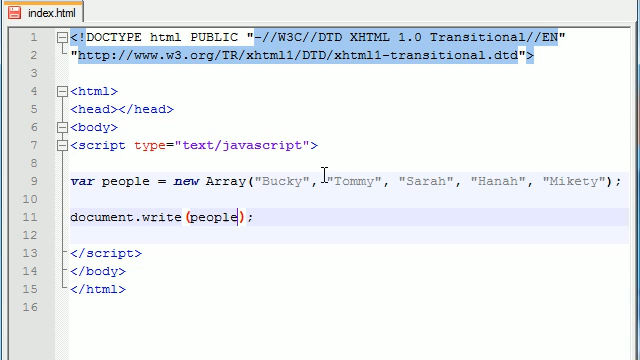 index.html
1 <!DOCTYPE html PUBLIC "-//W3C//DTD XHTML 1.0 Transitional//EN"
2 "http://www.w3.org/TR/xhtml1/DTD/xhtml1-transitional.dtd">
3
4 <html>
5 <head></head>
6 <body>
7 <script type="text/javascript">
8
9 var people = new Array("Bucky", "Tommy", "Sarah", "Hanah", "Mikety");
10
11 document.write(people);
12
13 </script>
14 </body>
15 </html>
16